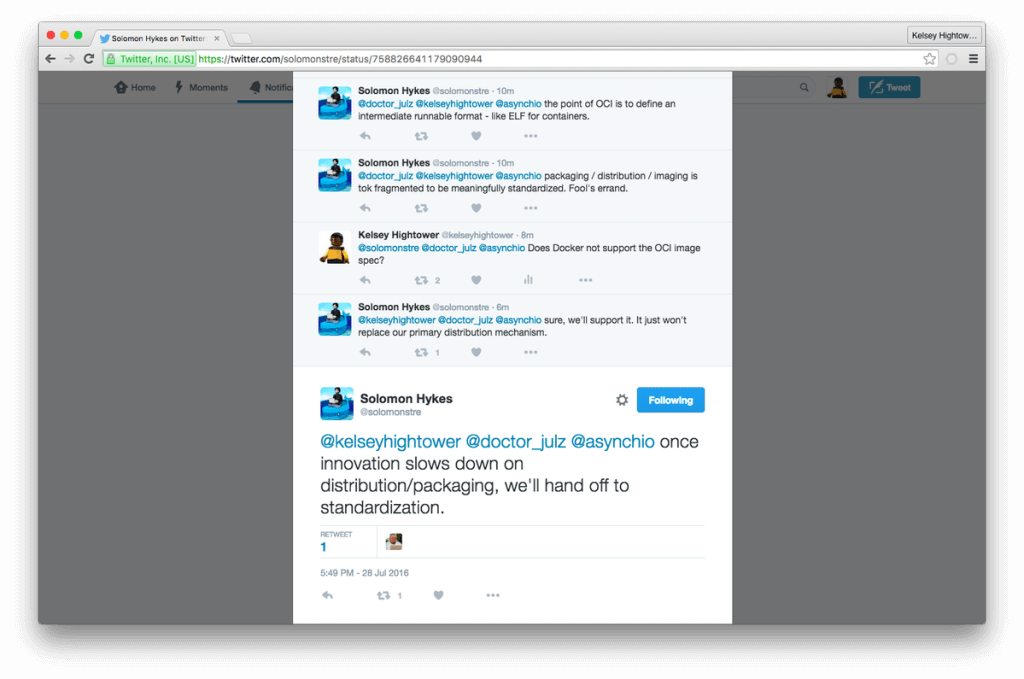 Solomon Hykes on Twitter
Kelsey Hightow...
Twitter, Inc. [US] https://twitter.com/solomonstre/status/758826641179090944
Home Moments Notific Tweet
Solomon Hykes @solomonstre · 10m
@doctor_julz @kelseyhightower @asynchio the point of OCI is to define an
intermediate runnable format - like ELF for containers.
Solomon Hykes @solomonstre · 10m
@doctor_julz @kelseyhightower @asynchio packaging / distribution / imaging is
tok fragmented to be meaningfully standardized. Fool's errand.
Kelsey Hightower @kelseyhightower · 8m
@solomonstre @doctor_julz @asynchio Does Docker not support the OCI image
spec?
2
Solomon Hykes @solomonstre · 6m
@kelseyhightower @doctor_julz @asynchio sure, we'll support it. It just won't
replace our primary distribution mechanism.
1
Solomon Hykes
@solomonstre
Following
@kelseyhightower @doctor_julz @asynchio once
innovation slows down on
distribution/packaging, we'll hand off to
standardization.
RETWEET
1
5:49 PM - 28 Jul 2016
1